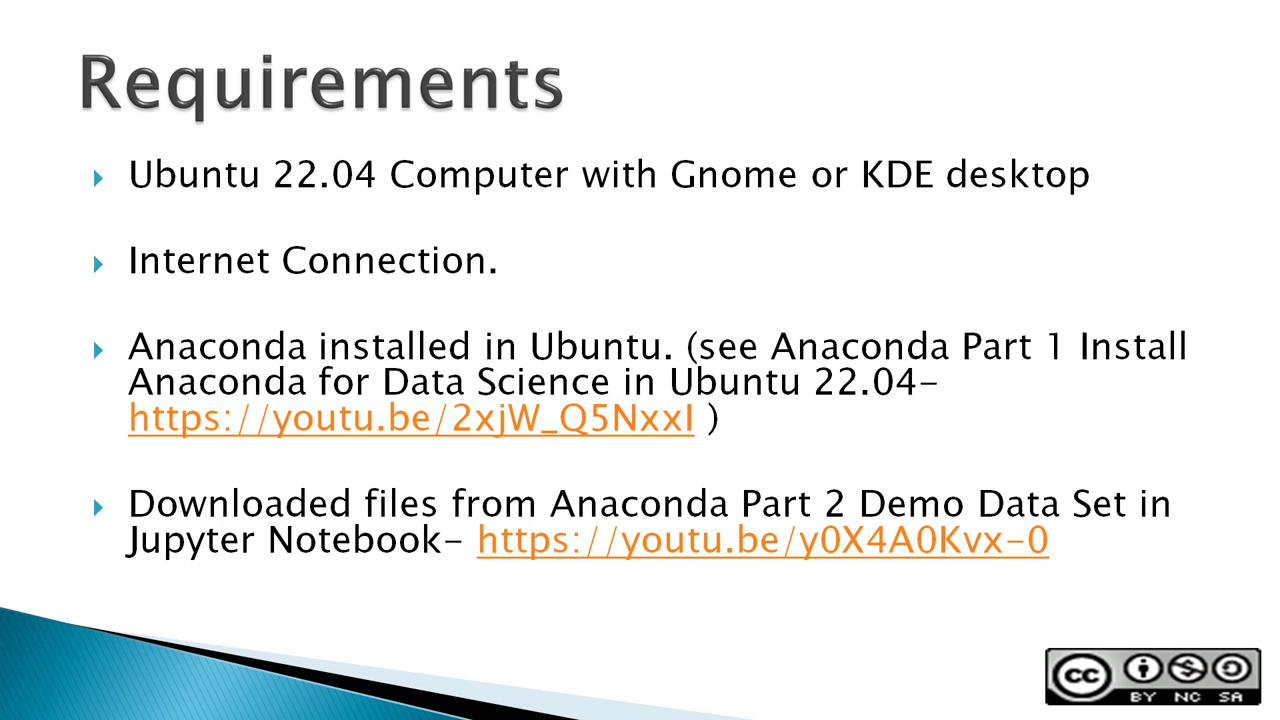 Requirements
Ubuntu 22.04 Computer with Gnome or KDE desktop
Internet Connection.
Anaconda installed in Ubuntu. (see Anaconda Part 1 Install
Anaconda for Data Science in Ubuntu 22.04-
https://youtu.be/2xjW_Q5NxxI )
Downloaded files from Anaconda Part 2 Demo Data Set in
Jupyter Notebook- https://youtu.be/y0X4A0Kvx-0
cc
BY NC SA